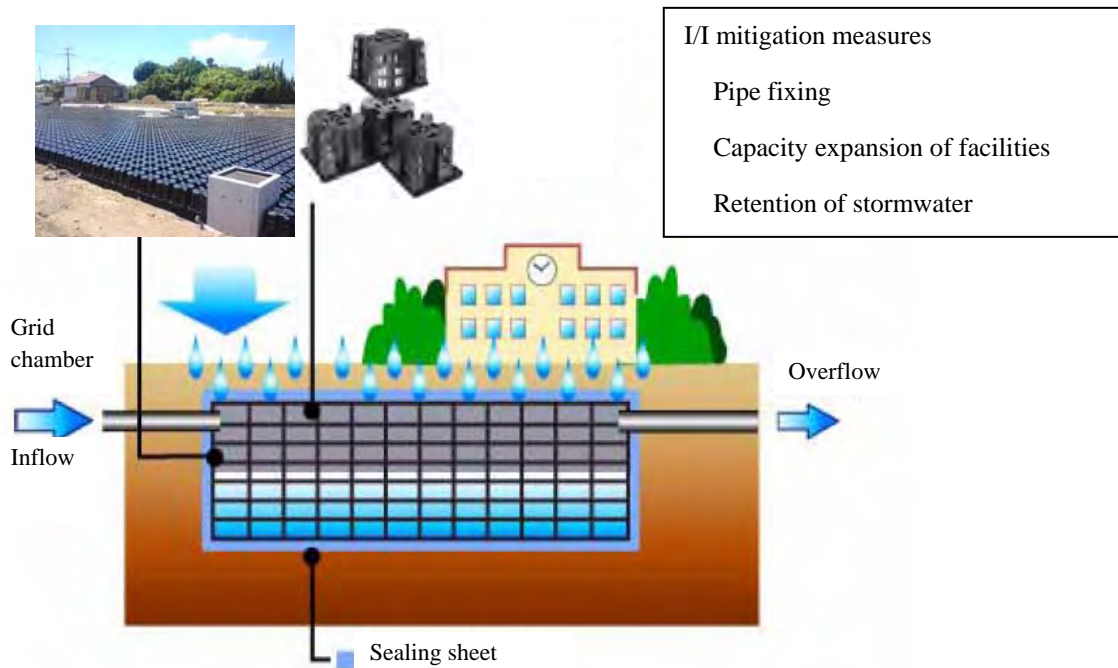 I/I mitigation measures
Pipe fixing
Capacity expansion of facilities
Retention of stormwater
Grid
chamber
Inflow
Overflow
Sealing sheet